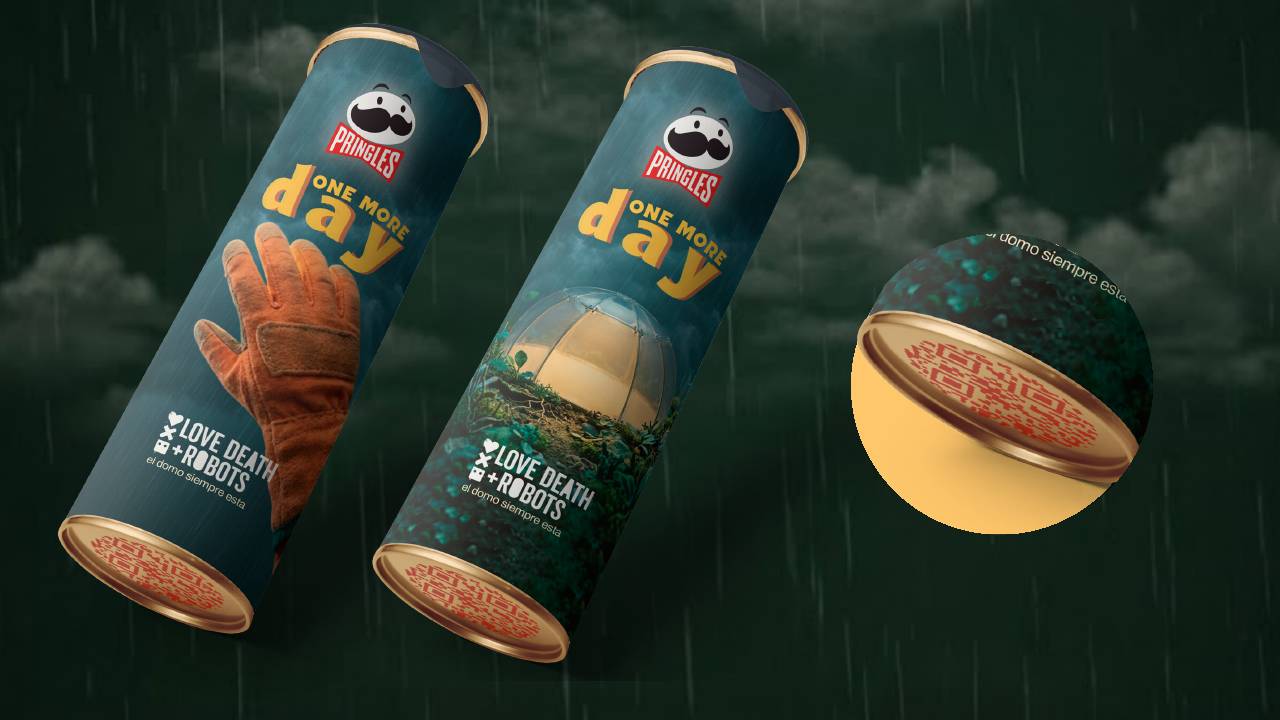 PRINGLES
ONE MORE
day
LOVE DEATH
+ROBOTS
el domo siempre esta
PRINGLES
ONE MORE
day
LOVE DEATH
+ROBOTS
el domo siempre esta
el domo siempre esta